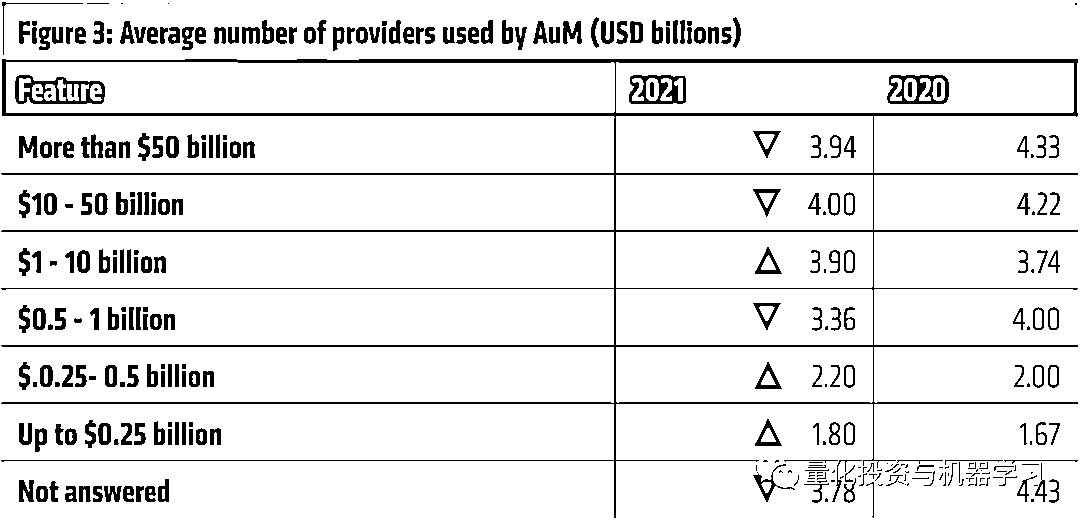 Figure 3: Average number of providers used by AuM (USD billions)
Feature 2021 2020
More than $50 billion ▽ 3.94 4.33
$10 - 50 billion ▽ 4.00 4.22
$1 - 10 billion △ 3.90 3.74
$0.5 - 1 billion ▽ 3.36 4.00
$.0.25- 0.5 billion △ 2.20 2.00
Up to $0.25 billion △ 1.80 1.67
量化投资与机器学习
Not answered ▽ 3.78 4.43